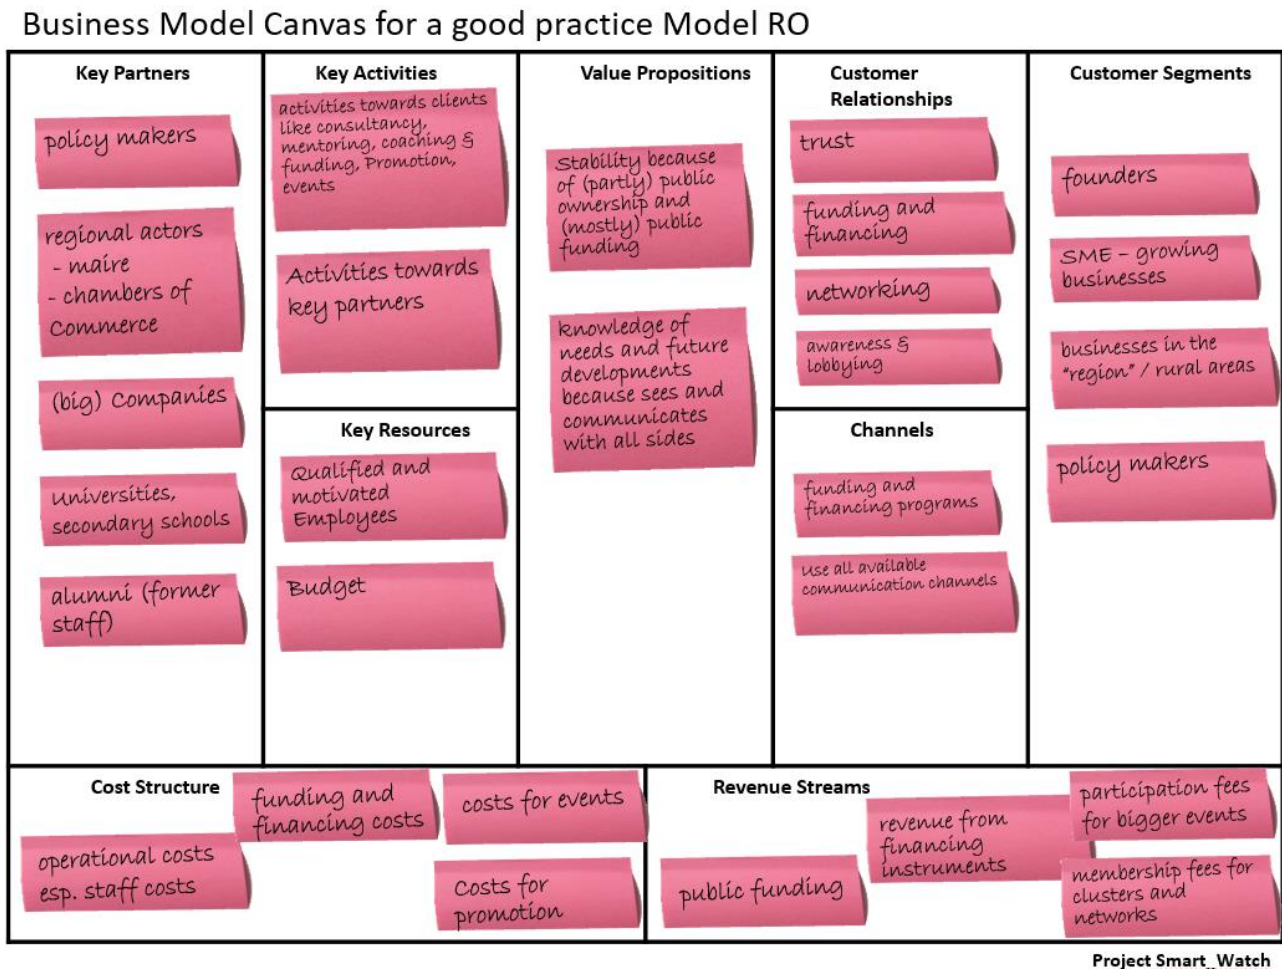 Business Model Canvas for a good practice Model RO
Key Partners
policy makers
regional actors
- maire
- chambers of
Commerce
(big) Companies
Universities,
secondary schools
alumni (former
staff)
Key Activities
activities towards clients
like consultancy,
mentoring, coaching &
funding, Promotion,
events
Activities towards
key partners
Key Resources
Qualified and
motivated
Employees
Budget
Value Propositions
Stability because
of (partly) public
ownership and
(mostly) public
funding
knowledge of
needs and future
developments
because sees and
communicates
with all sides
Customer
Relationships
trust
funding and
financing
networking
awareness &
lobbying
Channels
funding and
financing programs
Use all available
communication channels
Customer Segments
founders
SME - growing
businesses
businesses in the
"region" / rural areas
policy makers
Cost Structure
funding and
financing costs
costs for events
operational costs
esp. staff costs
Costs for
promotion
Revenue Streams
public funding
revenue from
financing
instruments
participation fees
for bigger events
membership fees for
clusters and
networks
Project Smart_Watch